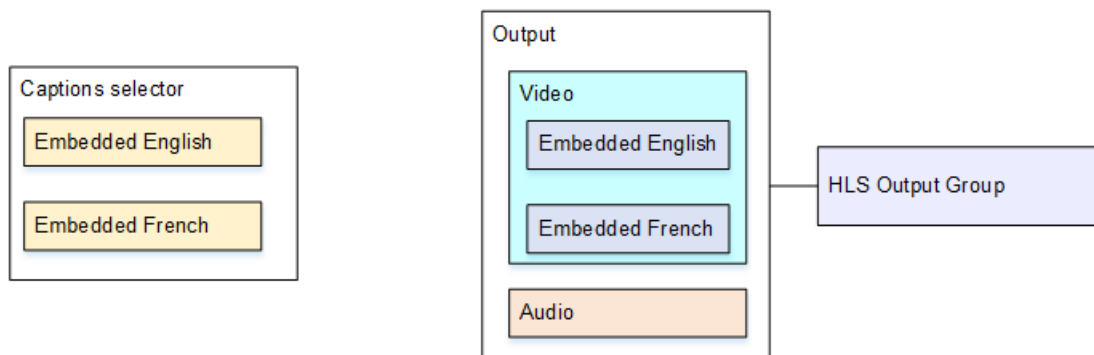 Captions selector
Embedded English
Embedded French
Output
Video
Embedded English
Embedded French
Audio
HLS Output Group